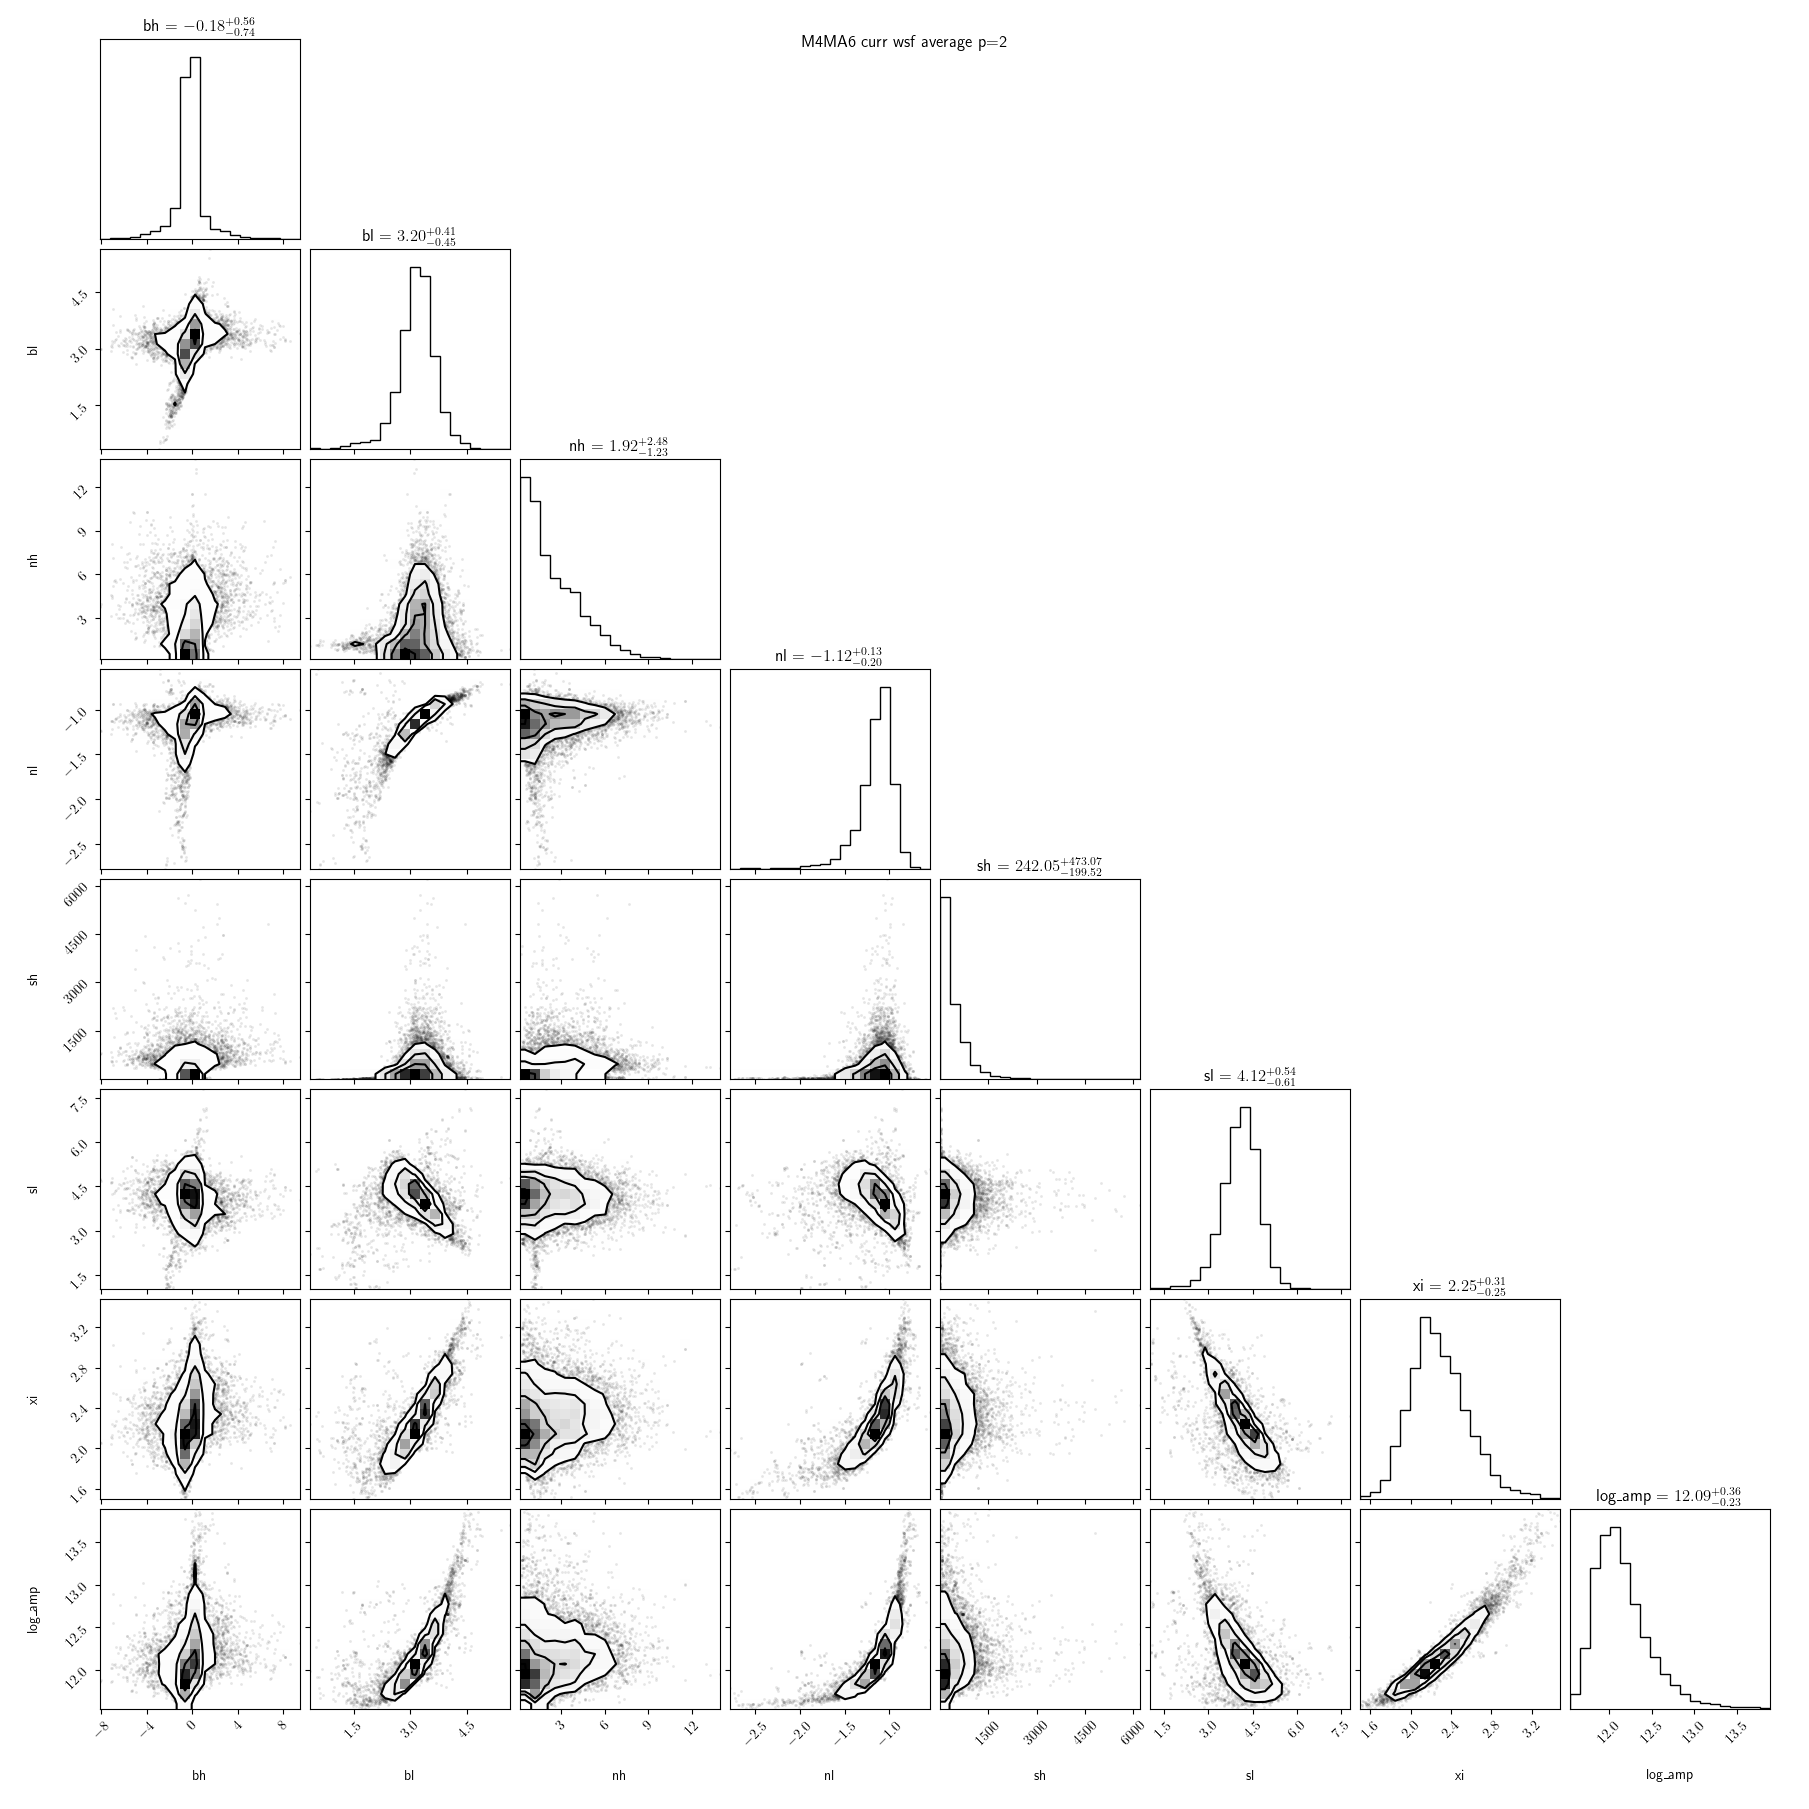 M4MA6 curr wsf average p=2
bh = −0.18 +0.56 −0.74
bl = 3.20 +0.41 −0.45
4.5
3.0
1.5
bl
nh = 1.92 +2.48 −1.23
12
9
6
3
nh
nl = −1.12 +0.13 −0.20
−1.0
−1.5
−2.0
−2.5
nl
sh = 242.05 +473.07 −199.52
6000
4500
3000
1500
sh
sl = 4.12 +0.54 −0.61
7.5
6.0
4.5
3.0
1.5
sl
xi = 2.25 +0.31 −0.25
3.2
2.8
2.4
2.0
1.6
xi
log_amp = 12.09 +0.36 −0.23
13.5
13.0
12.5
12.0
log_amp
−8 −4 0 4 8 1.5 3.0 4.5 3 6 9 12 −2.5 −2.0 −1.5 −1.0 1500 3000 4500 6000 1.5 3.0 4.5 6.0 7.5 1.6 2.0 2.4 2.8 3.2 12.0 12.5 13.0 13.5
bh bl nh nl sh sl xi log_amp